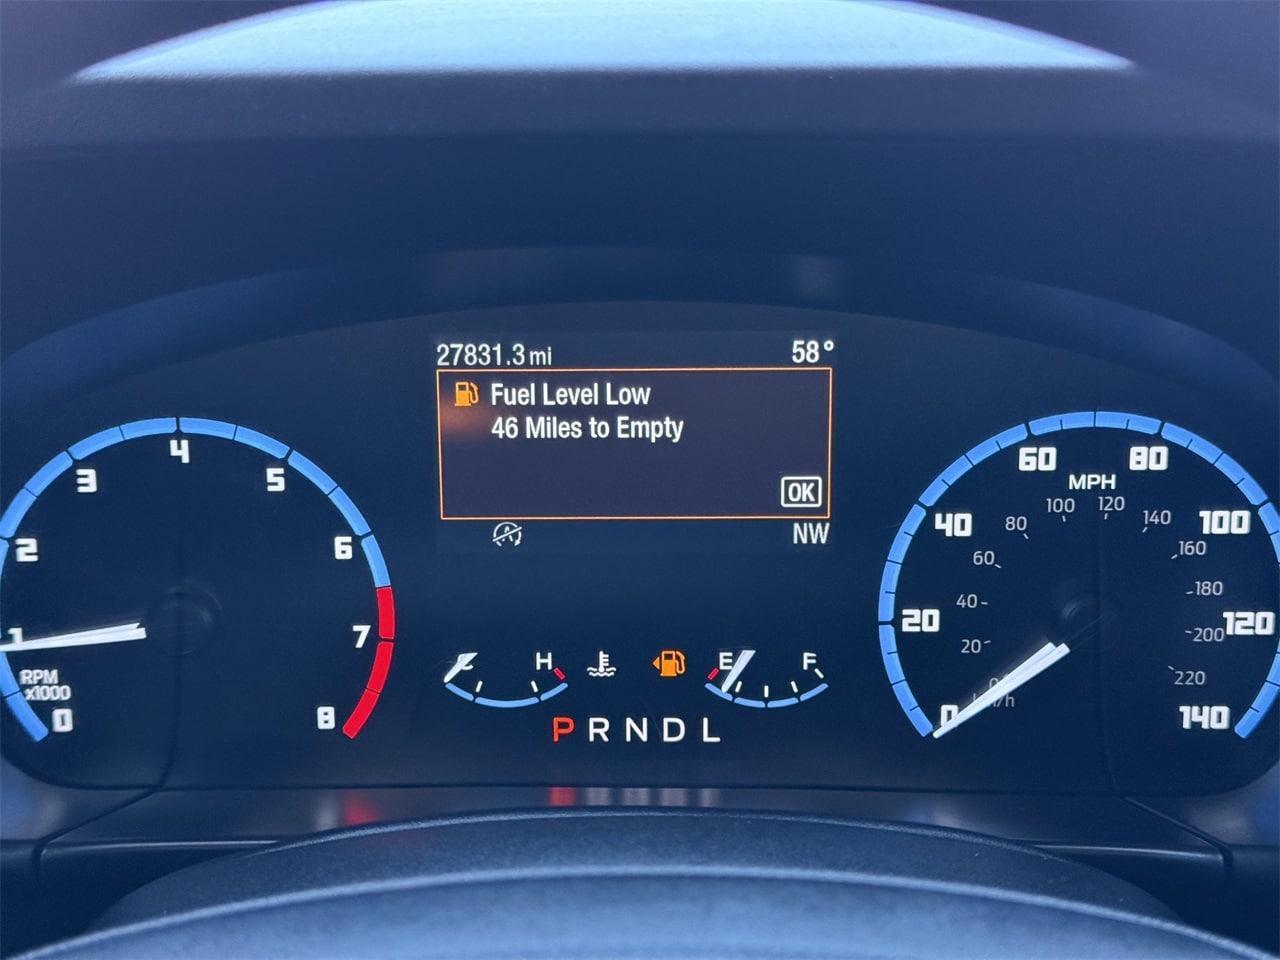 27831.3 mi 58°
Fuel Level Low
46 Miles to Empty
OK
NW
0 1 2 3 4 5 6 7 8
RPM
x1000
H
E F
P R N D L
0 20 40 60 80 100 120 140
MPH
20 40 60 80 100 120 140 160 180 200 220